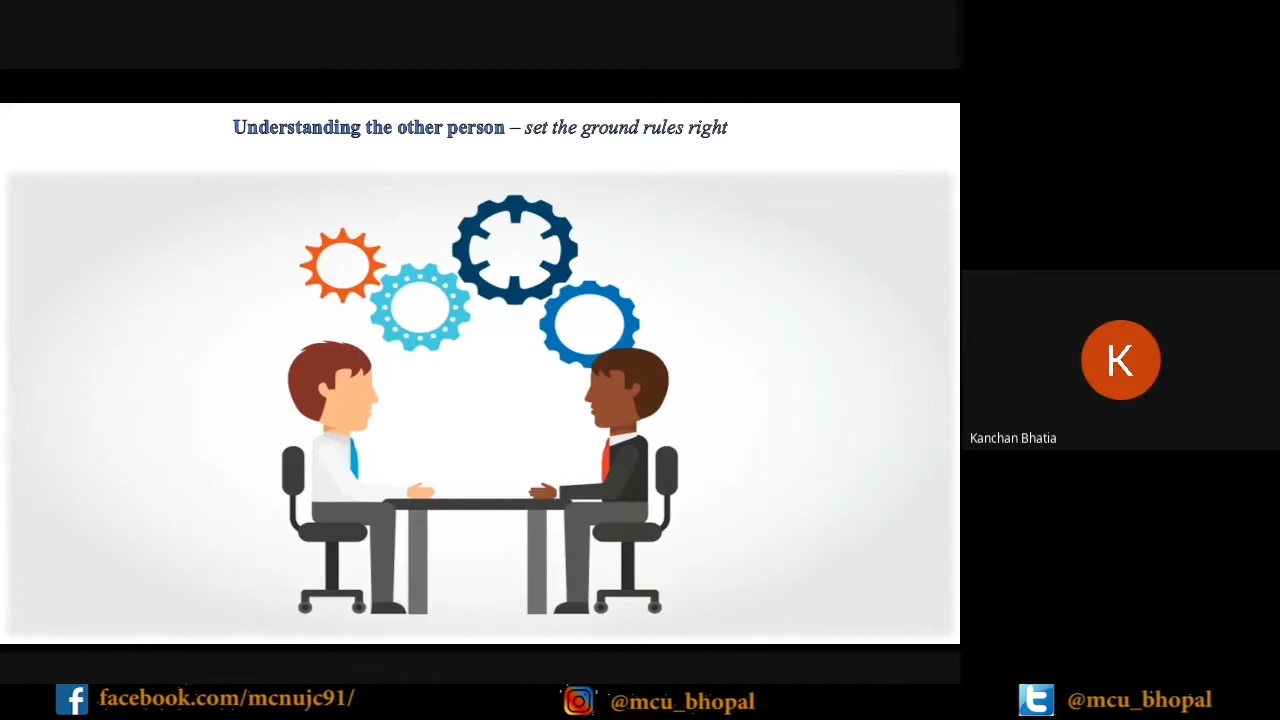 Understanding the other person – set the ground rules right
K
Kanchan Bhatia
facebook.com/mcnujc91/
@mcu_bhopal
@mcu_bhopal